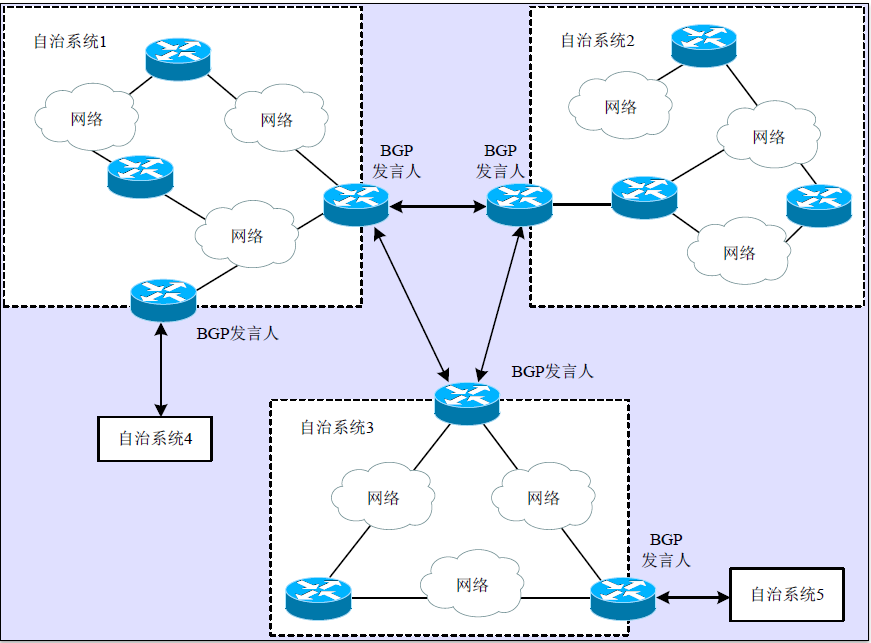 自治系统1
网络
网络
网络
BGP
发言人
BGP
发言人
自治系统2
网络
网络
网络
BGP发言人
自治系统4
BGP发言人
自治系统3
网络
网络
网络
BGP
发言人
自治系统5